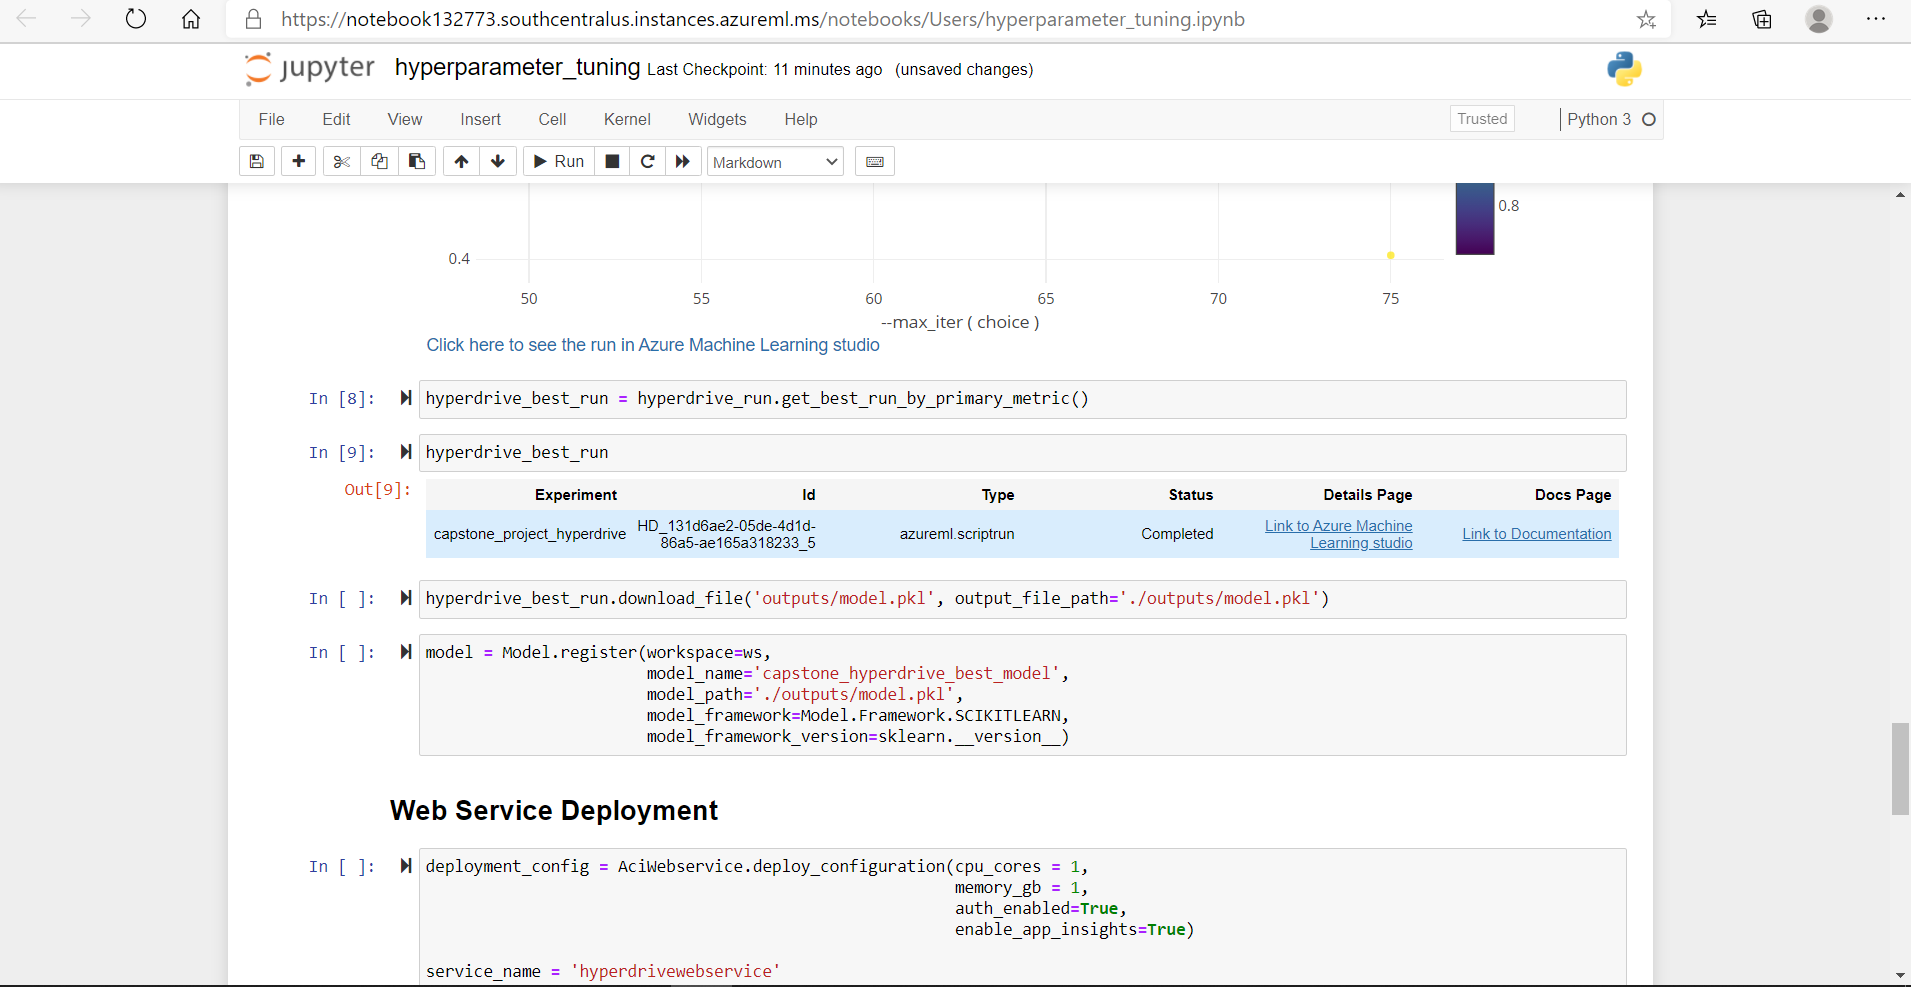 https://notebook132773.southcentralus.instances.azureml.ms/notebooks/Users/hyperparameter_tuning.ipynb
jupyter hyperparameter_tuning Last Checkpoint: 11 minutes ago (unsaved changes)
File Edit View Insert Cell Kernel Widgets Help Trusted Python 3
Run Markdown
0.8
0.4
50 55 60 65 70 75
--max_iter ( choice )
Click here to see the run in Azure Machine Learning studio
In [8]: hyperdrive_best_run = hyperdrive_run.get_best_run_by_primary_metric()
In [9]: hyperdrive_best_run
Out[9]:
Experiment Id Type Status Details Page Docs Page
capstone_project_hyperdrive HD_131d6ae2-05de-4d1d-86a5-ae165a318233_5 azureml.scriptrun Completed Link to Azure Machine Learning studio Link to Documentation
In [ ]: hyperdrive_best_run.download_file('outputs/model.pkl', output_file_path='./outputs/model.pkl')
In [ ]: model = Model.register(workspace=ws,
model_name='capstone_hyperdrive_best_model',
model_path='./outputs/model.pkl',
model_framework=Model.Framework.SCIKITLEARN,
model_framework_version=sklearn.__version__)
Web Service Deployment
In [ ]: deployment_config = AciWebservice.deploy_configuration(cpu_cores = 1,
memory_gb = 1,
auth_enabled=True,
enable_app_insights=True)
service_name = 'hyperdrivewebservice'